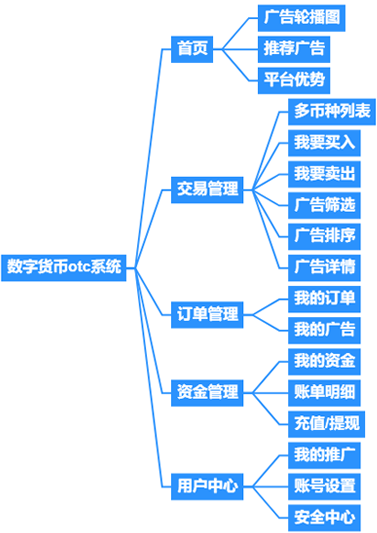 数字货币otc系统
首页
广告轮播图
推荐广告
平台优势
交易管理
多币种列表
我要买入
我要卖出
广告筛选
广告排序
广告详情
订单管理
我的订单
我的广告
资金管理
我的资金
账单明细
充值/提现
用户中心
我的推广
账号设置
安全中心